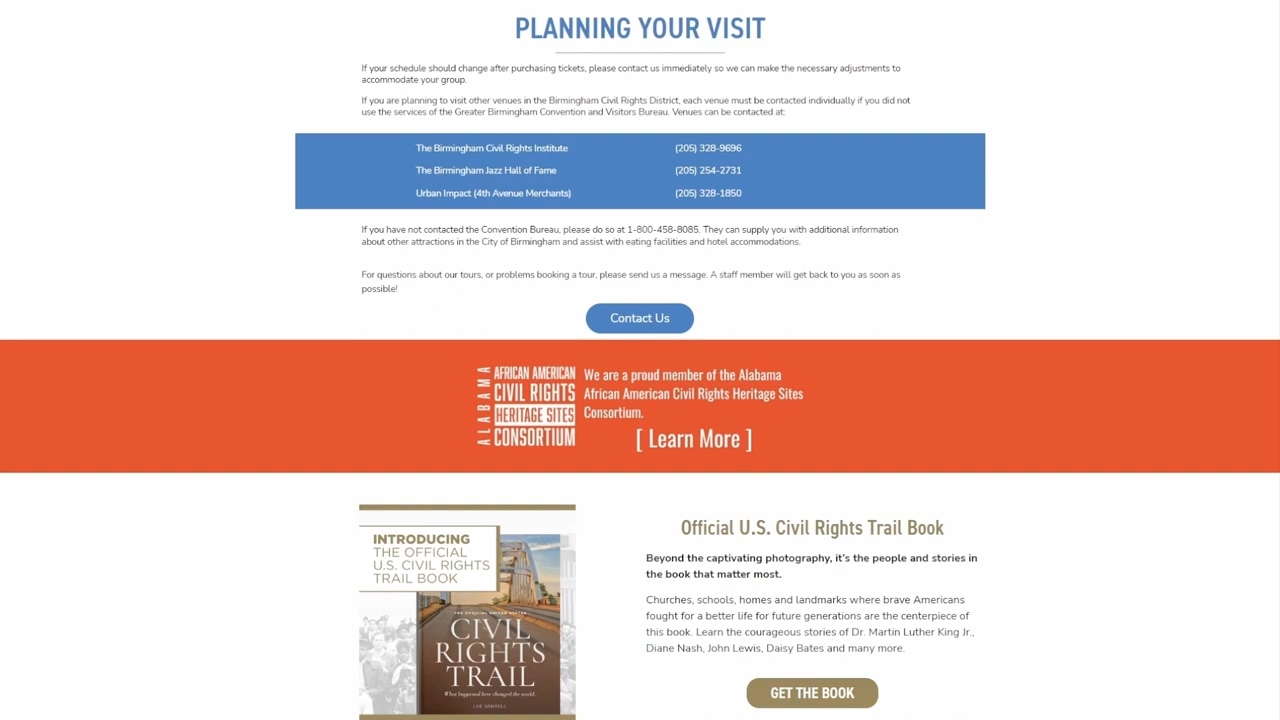 PLANNING YOUR VISIT
If your schedule should change after purchasing tickets, please contact us immediately so we can make the necessary adjustments to
accommodate your group.
If you are planning to visit other venues in the Birmingham Civil Rights District, each venue must be contacted individually if you did not
use the services of the Greater Birmingham Convention and Visitors Bureau. Venues can be contacted at:
The Birmingham Civil Rights Institute (205) 328-9696
The Birmingham Jazz Hall of Fame (205) 254-2731
Urban Impact (4th Avenue Merchants) (205) 328-1850
If you have not contacted the Convention Bureau, please do so at 1-800-458-8085. They can supply you with additional information
about other attractions in the City of Birmingham and assist with eating facilities and hotel accommodations.
For questions about our tours, or problems booking a tour, please send us a message. A staff member will get back to you as soon as
possible!
Contact Us
ALABAMA
AFRICAN AMERICAN
CIVIL RIGHTS
HERITAGE SITES
CONSORTIUM
We are a proud member of the Alabama
African American Civil Rights Heritage Sites
Consortium.
[ Learn More ]
INTRODUCING
THE OFFICIAL
U.S. CIVIL RIGHTS
TRAIL BOOK
THE OFFICIAL UNITED STATES
CIVIL
RIGHTS
TRAIL
What happened here changed the world.
LEE SENTELL
Official U.S. Civil Rights Trail Book
Beyond the captivating photography, it's the people and stories in
the book that matter most.
Churches, schools, homes and landmarks where brave Americans
fought for a better life for future generations are the centerpiece of
this book. Learn the courageous stories of Dr. Martin Luther King Jr.,
Diane Nash, John Lewis, Daisy Bates and many more.
GET THE BOOK